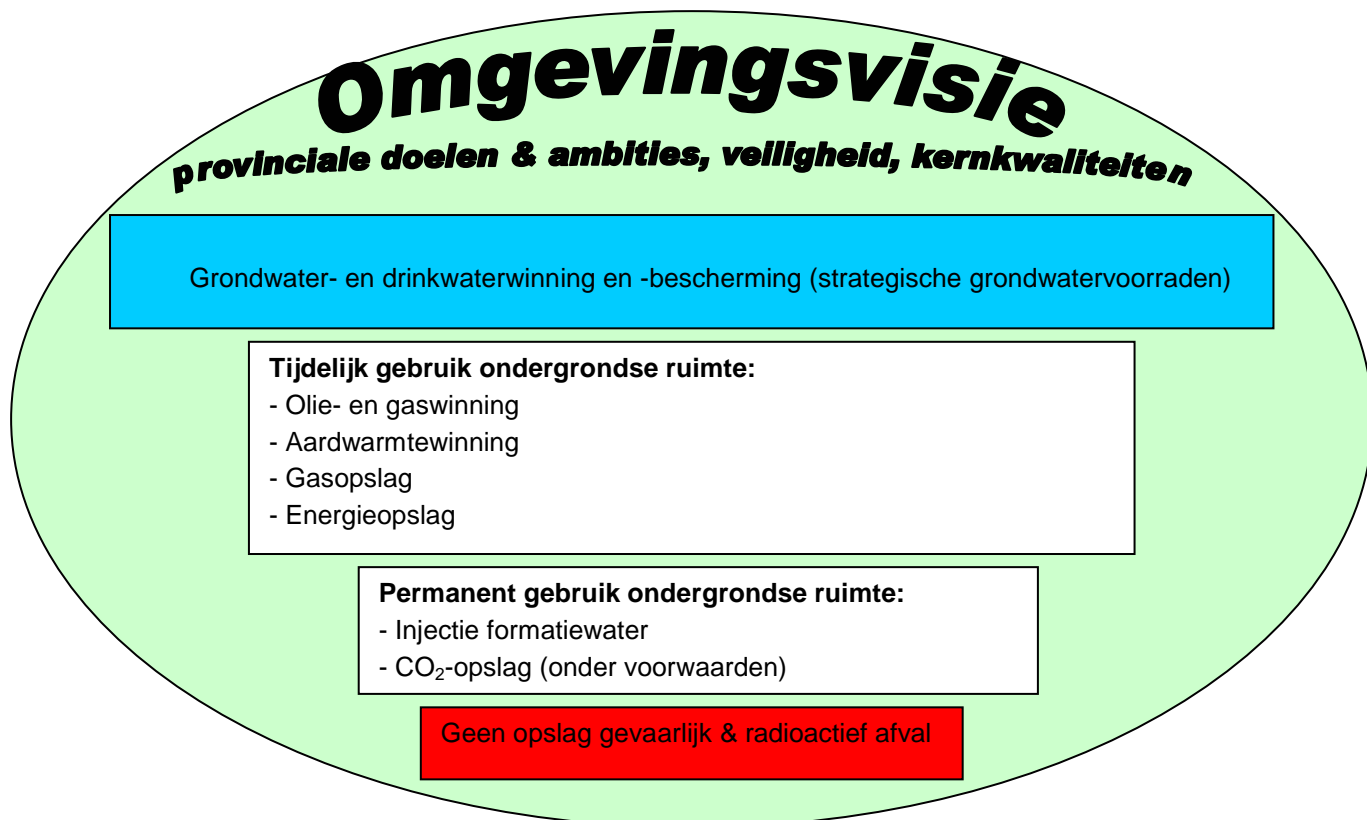 Omgevingsvisie
provinciale doelen & ambities, veiligheid, kernkwaliteiten
Grondwater- en drinkwaterwinning en -bescherming (strategische grondwatervoorraden)
Tijdelijk gebruik ondergrondse ruimte:
- Olie- en gaswinning
- Aardwarmtewinning
- Gasopslag
- Energieopslag
Permanent gebruik ondergrondse ruimte:
- Injectie formatiewater
- CO₂-opslag (onder voorwaarden)
Geen opslag gevaarlijk & radioactief afval